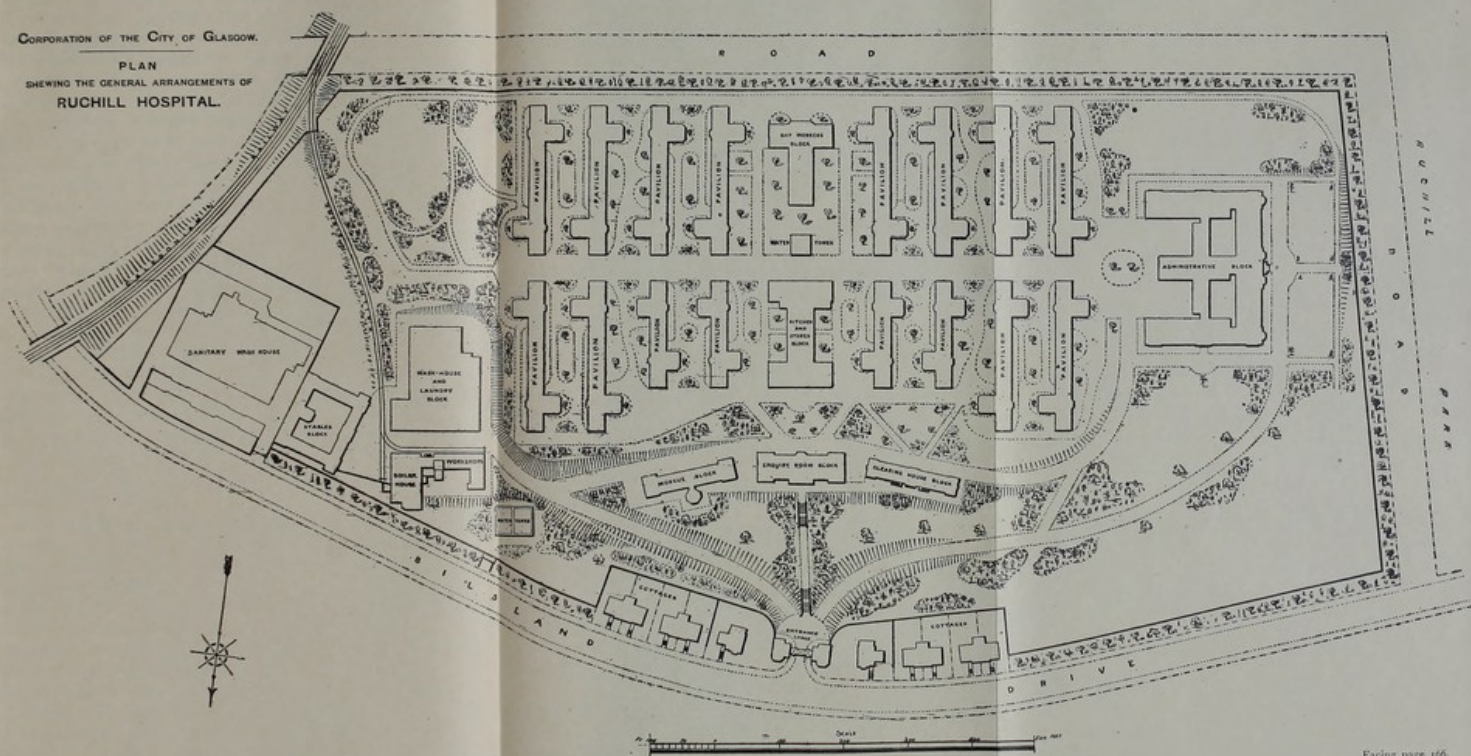 CORPORATION OF THE CITY OF GLASGOW.
PLAN
SHEWING THE GENERAL ARRANGEMENTS OF
RUCHILL HOSPITAL.
ROAD
PAVILION
PAVILION
PAVILION
PAVILION
BLOCK
WATER TOWER
PAVILION
PAVILION
PAVILION
PAVILION
ADMINISTRATIVE BLOCK
RUCHILL
ROAD
PARK
SANITARY WASH HOUSE
STABLES
BLOCK
WASH-HOUSE
AND
LAUNDRY
BLOCK
PAVILION
PAVILION
PAVILION
PAVILION
KITCHEN
AND
STORES
BLOCK
PAVILION
PAVILION
PAVILION
PAVILION
BOILER
HOUSE
WORKSHOPS
MORGUE BLOCK
ENQUIRY ROOM BLOCK
CLEARING HOUSE BLOCK
COTTAGES
ENTRANCE
COTTAGES
BILSLAND DRIVE
SCALE
Facing page 166.